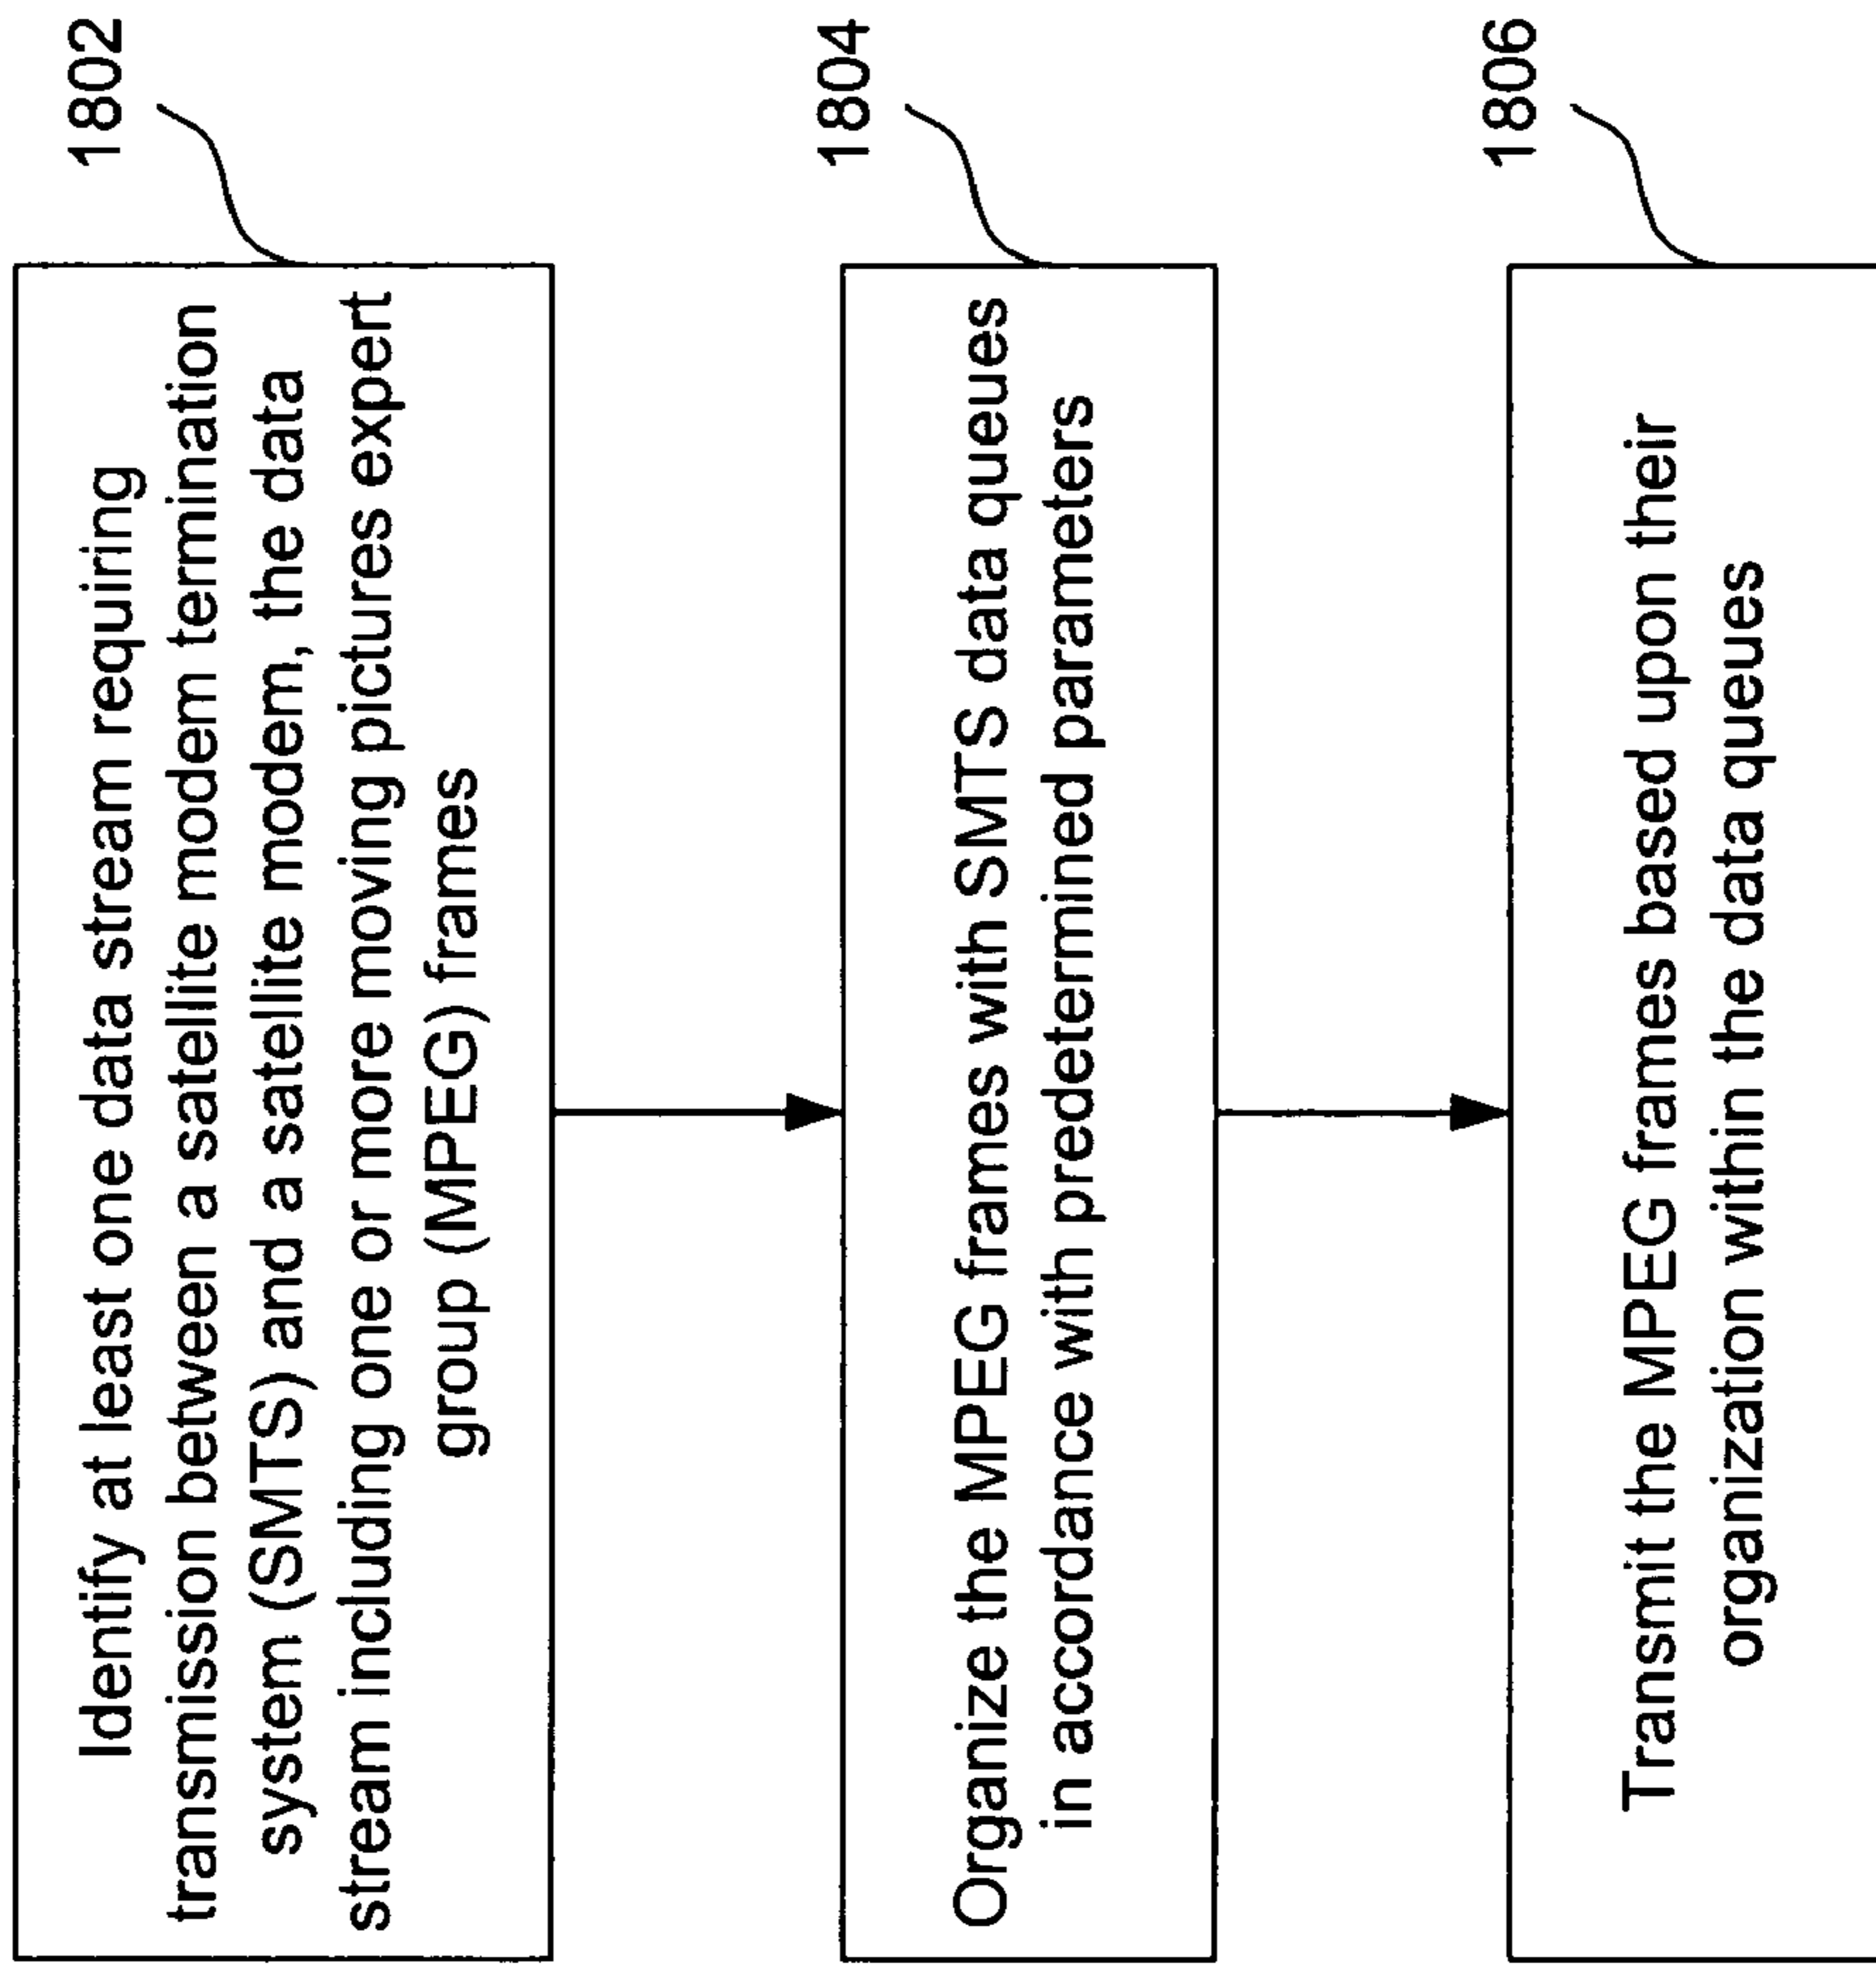 1802
Identify at least one data stream requiring
transmission between a satellite modem termination
system (SMTS) and a satellite modem, the data
stream including one or more moving pictures expert
group (MPEG) frames
1804
Organize the MPEG frames with SMTS data queues
in accordance with predetermined parameters
1806
Transmit the MPEG frames based upon their
organization within the data queues